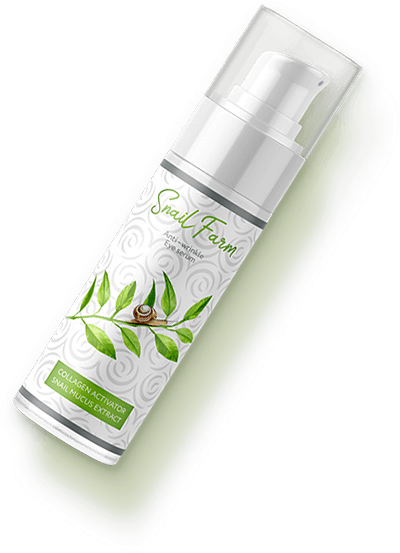 Snail Farm
Anti-wrinkle
Eye serum
COLLAGEN ACTIVATOR
SNAIL MUCUS EXTRACT